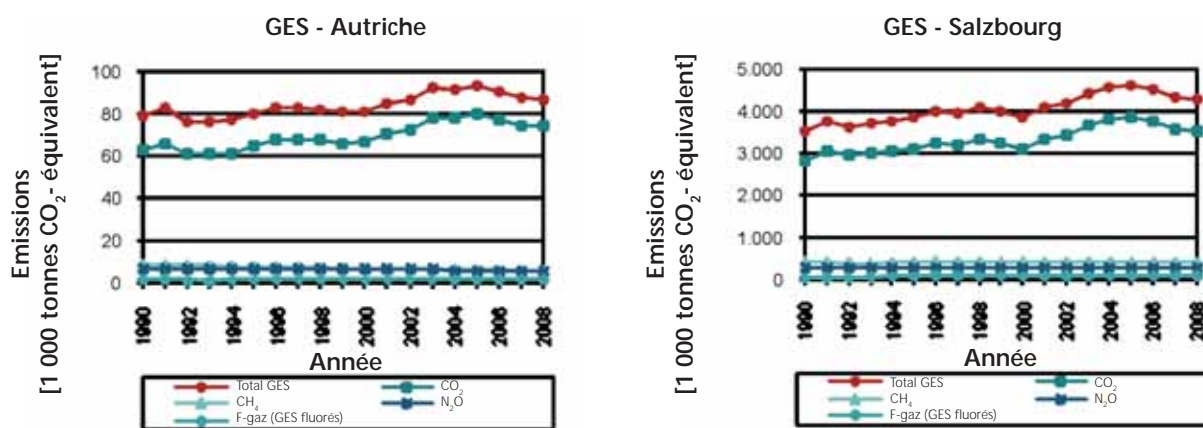 GES - Autriche
Emissions
[1 000 tonnes CO₂- équivalent]
100
80
60
40
20
0
1990
1992
1994
1996
1998
2000
2002
2004
2006
2008
Année
Total GES
CO₂
CH₄
N₂O
F-gaz (GES fluorés)
GES - Salzbourg
Emissions
[1 000 tonnes CO₂- équivalent]
5.000
4.000
3.000
2.000
1.000
0
1990
1992
1994
1996
1998
2000
2002
2004
2006
2008
Année
Total GES
CO₂
CH₄
N₂O
F-gaz (GES fluorés)